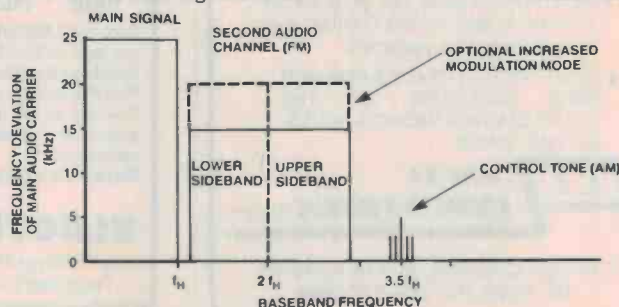 MAIN SIGNAL
SECOND AUDIO
CHANNEL (FM)
OPTIONAL INCREASED
MODULATION MODE
FREQUENCY DEVIATION
OF MAIN AUDIO CARRIER
(kHz)
25
20
15
10
5
0
LOWER
SIDEBAND
UPPER
SIDEBAND
CONTROL TONE (AM)
fH
2 fH
3.5 fH
BASEBAND FREQUENCY